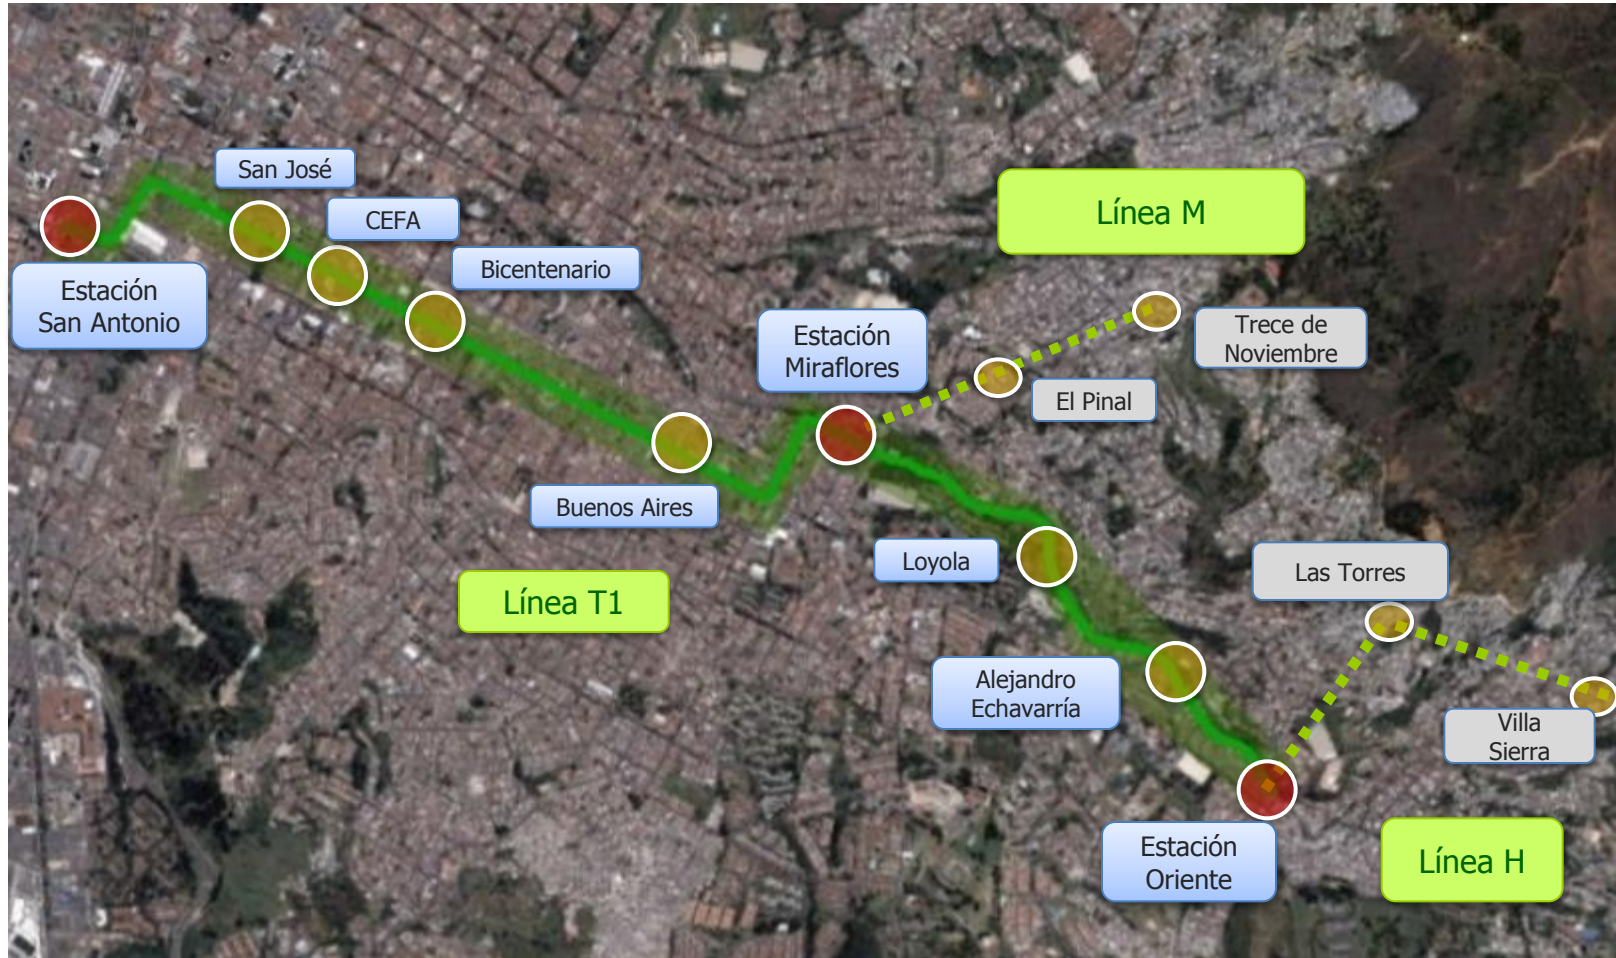 San José
CEFA
Bicentenario
Línea M
Estación
San Antonio
Estación
Miraflores
Trece de
Noviembre
El Pinal
Buenos Aires
Loyola
Línea T1
Las Torres
Alejandro
Echavarría
Villa
Sierra
Estación
Oriente
Línea H